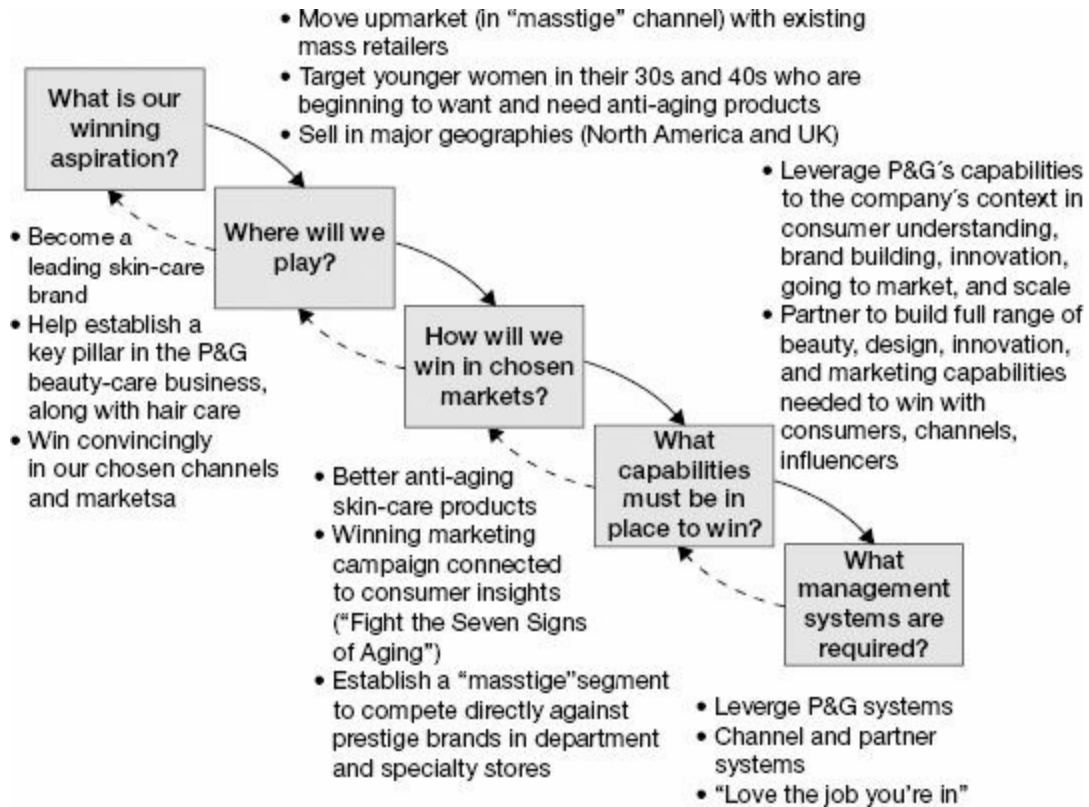 • Move upmarket (in “masstige” channel) with existing
mass retailers
• Target younger women in their 30s and 40s who are
beginning to want and need anti-aging products
• Sell in major geographies (North America and UK)
What is our
winning
aspiration?
• Become a
leading skin-care
brand
• Help establish a
key pillar in the P&G
beauty-care business,
along with hair care
• Win convincingly
in our chosen channels
and marketsa
Where will we
play?
How will we
win in chosen
markets?
• Better anti-aging
skin-care products
• Winning marketing
campaign connected
to consumer insights
(“Fight the Seven Signs
of Aging”)
• Establish a “masstige”segment
to compete directly against
prestige brands in department
and specialty stores
• Leverage P&G´s capabilities
to the company´s context in
consumer understanding,
brand building, innovation,
going to market, and scale
• Partner to build full range of
beauty, design, innovation,
and marketing capabilities
needed to win with
consumers, channels,
influencers
What
capabilities
must be in
place to win?
What
management
systems are
required?
• Leverge P&G systems
• Channel and partner
systems
• “Love the job you're in”